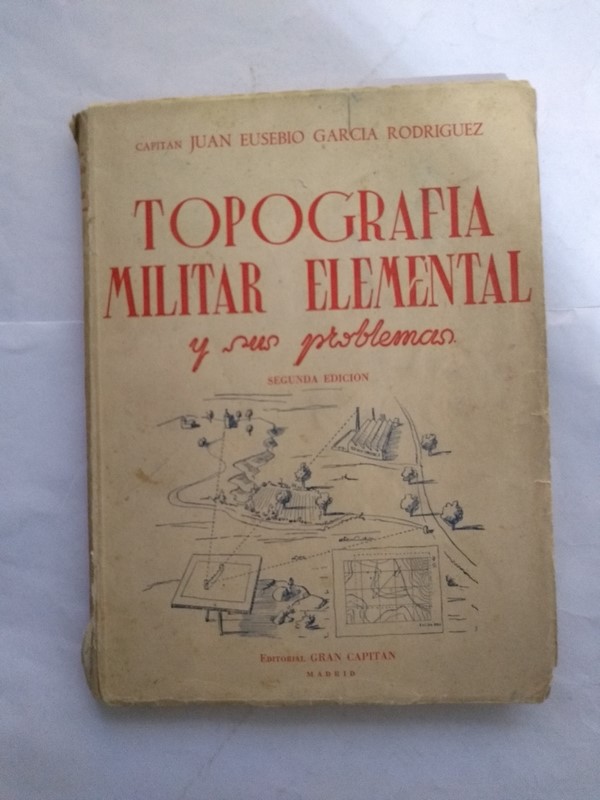 CAPITAN JUAN EUSEBIO GARCIA RODRIGUEZ
TOPOGRAFIA
MILITAR ELEMENTAL
y sus problemas.
SEGUNDA EDICION
EDITORIAL GRAN CAPITAN
MADRID